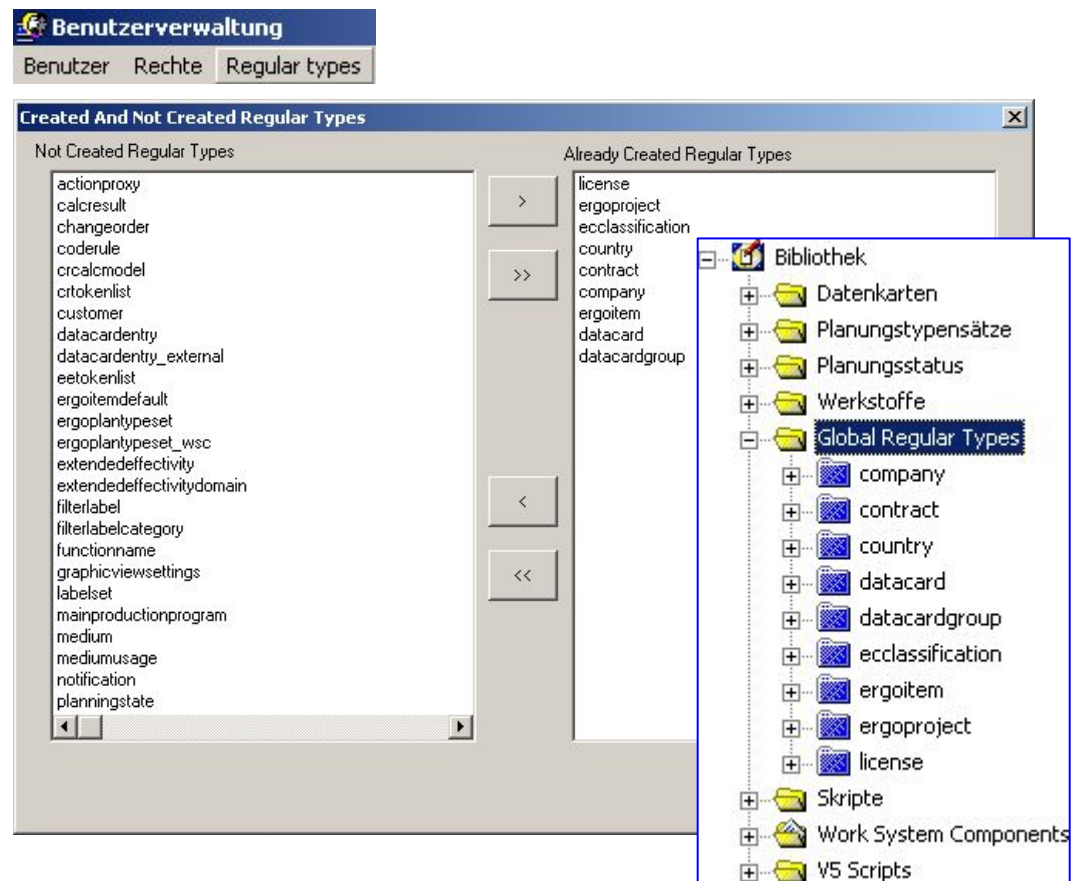 Benutzerverwaltung
Benutzer Rechte Regular types
Created And Not Created Regular Types
Not Created Regular Types
actionproxy
calcresult
changeorder
coderule
crcalcmodel
crtokenlist
customer
datacardentry
datacardentry_external
eetokenlist
ergoitemdefault
ergoplantypeset
ergoplantypeset_wsc
extendedeffectivity
extendedeffectivitydomain
filterlabel
filterlabelcategory
functionname
graphicviewsettings
labelset
mainproductionprogram
medium
mediumusage
notification
planningstate
>
>>
<
<<
Already Created Regular Types
license
ergoproject
ecclassification
country
contract
company
ergoitem
datacard
datacardgroup
Bibliothek
Datenkarten
Planungstypensätze
Planungsstatus
Werkstoffe
Global Regular Types
company
contract
country
datacard
datacardgroup
ecclassification
ergoitem
ergoproject
license
Skripte
Work System Components
V5 Scripts